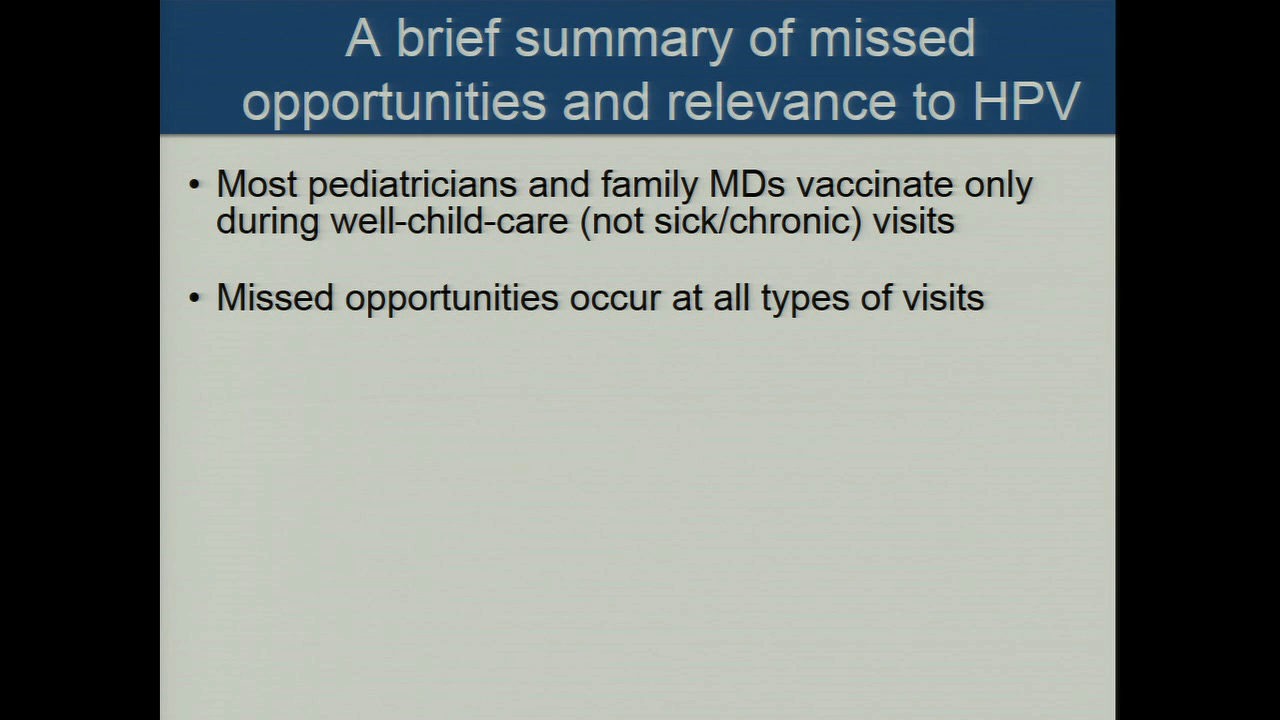 A brief summary of missed
opportunities and relevance to HPV
• Most pediatricians and family MDs vaccinate only
during well-child-care (not sick/chronic) visits
• Missed opportunities occur at all types of visits